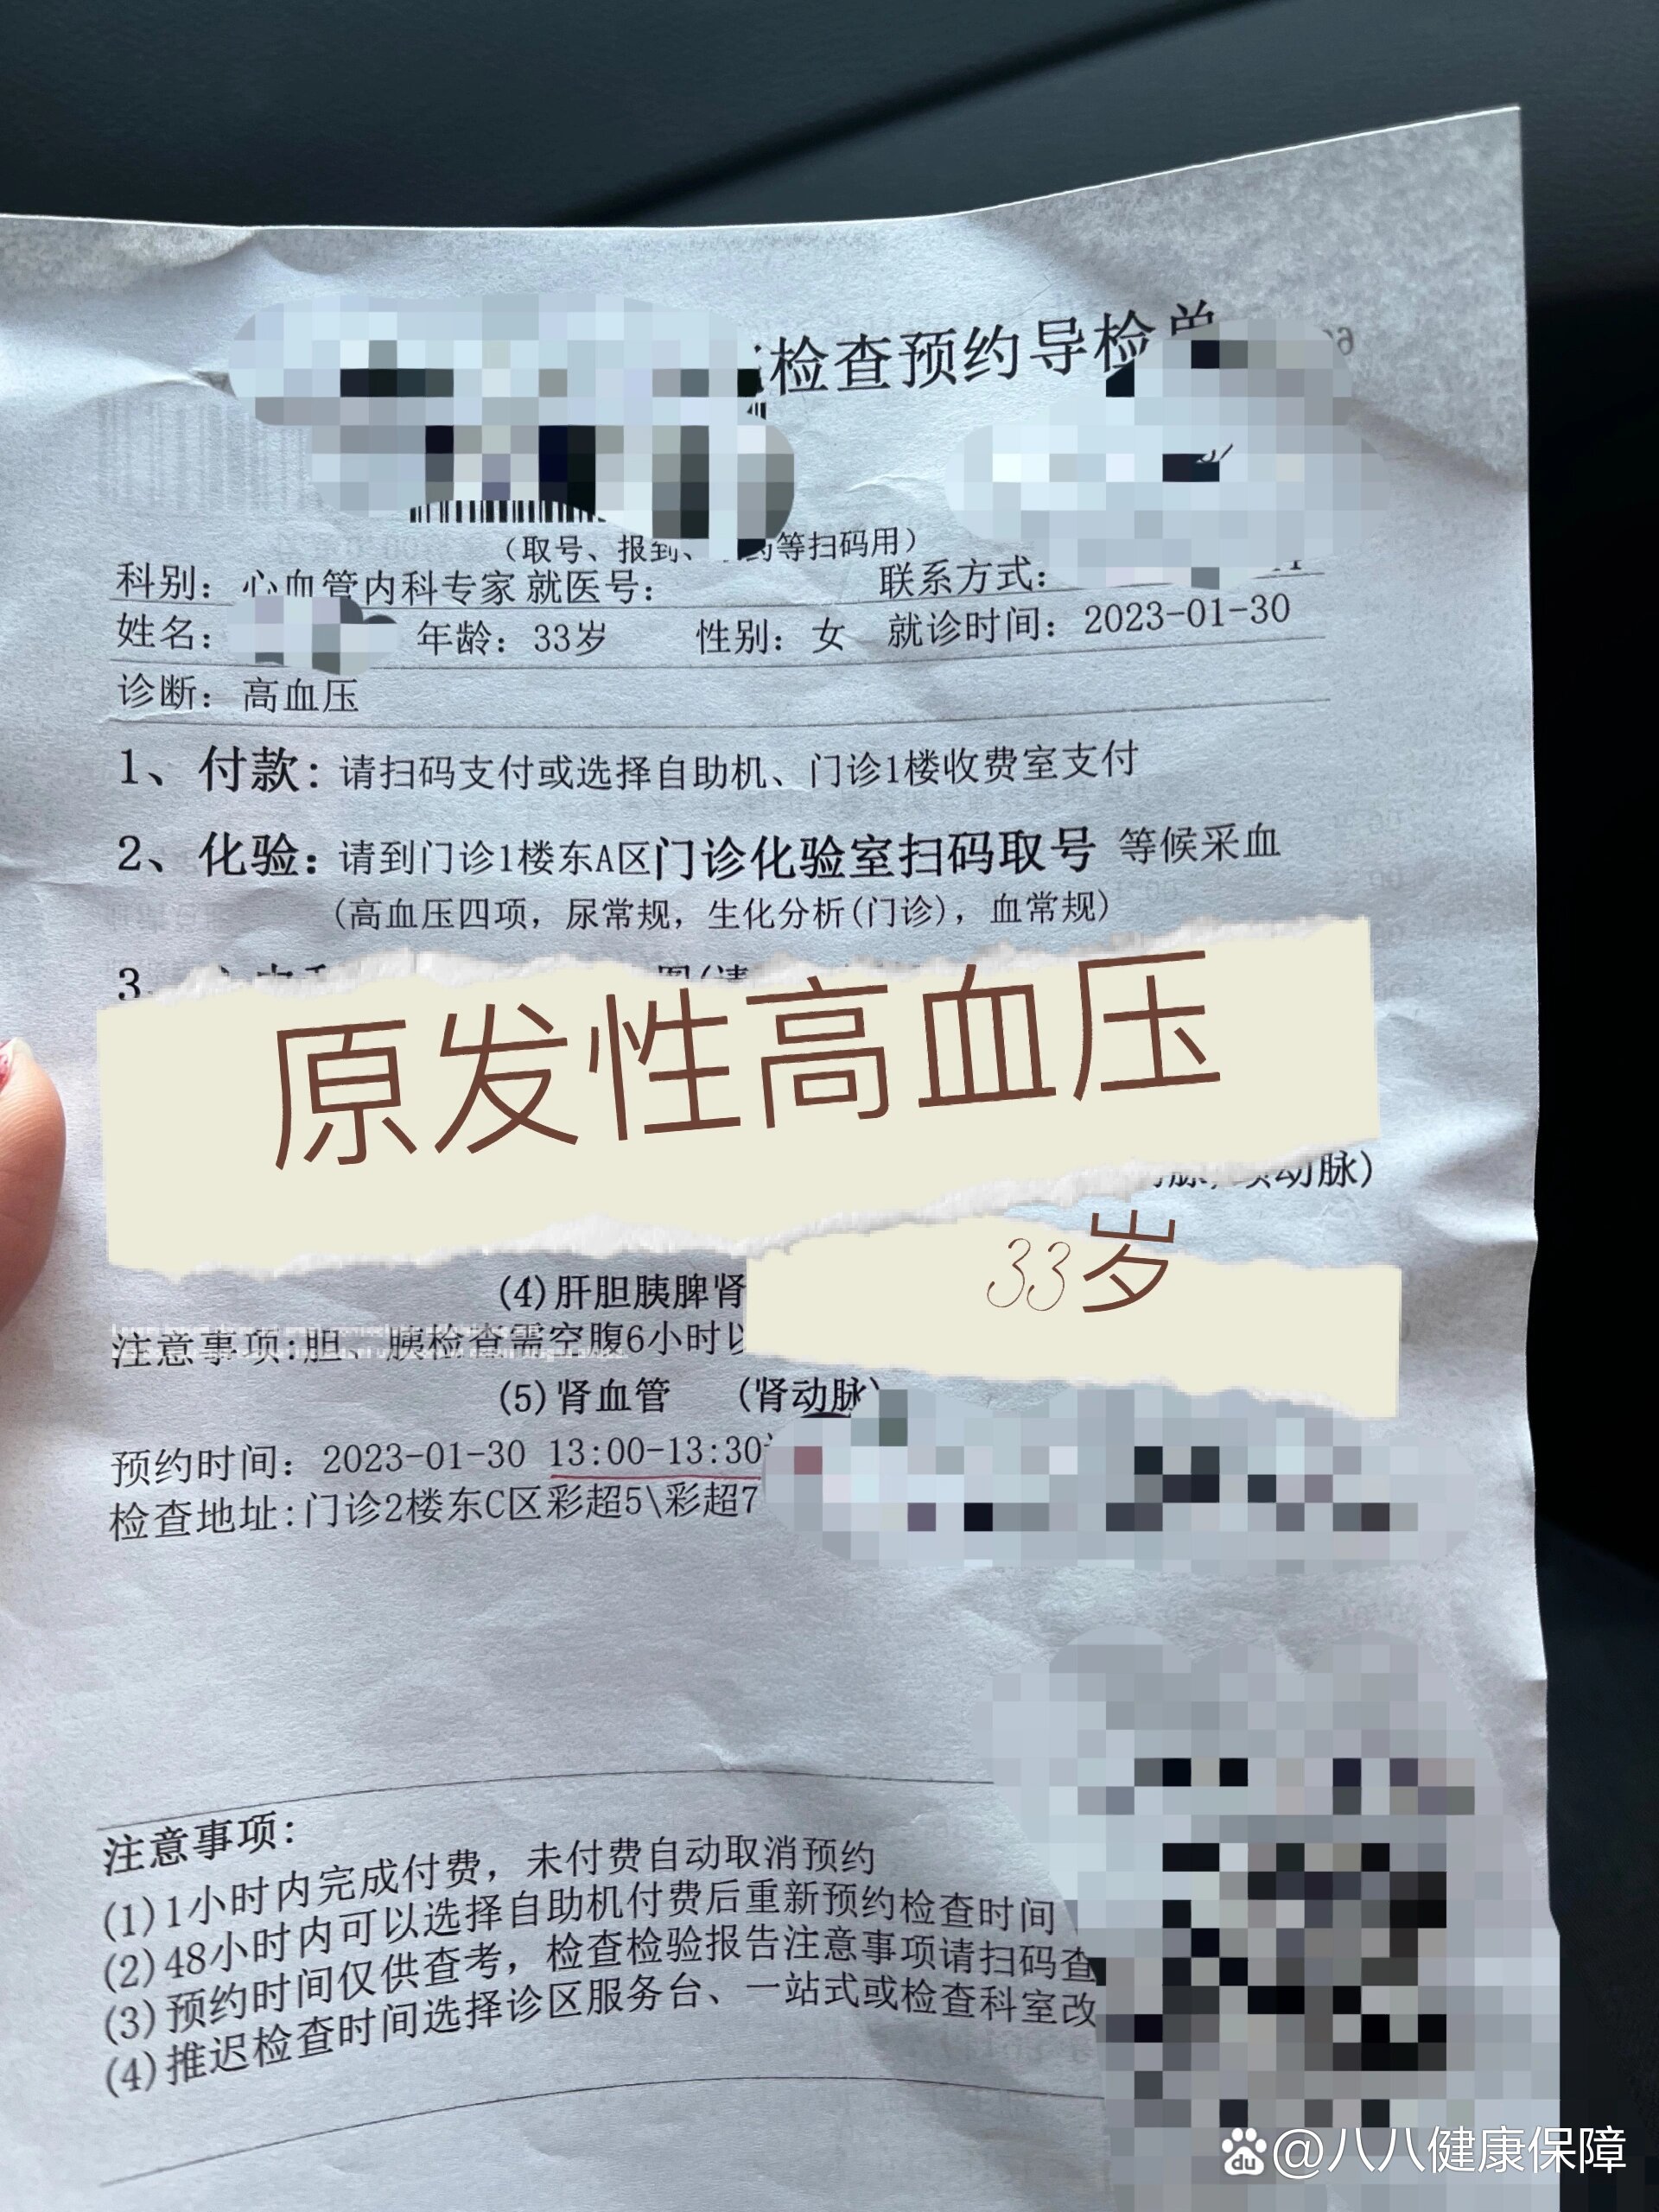 检查预约导检单
（取号、报到、药等扫码用）
科别：心血管内科专家 就医号： 联系方式：
姓名： 年龄：33岁 性别：女 就诊时间：2023-01-30
诊断：高血压
1、付款：请扫码支付或选择自助机、门诊1楼收费室支付
2、化验：请到门诊1楼东A区门诊化验室扫码取号 等候采血
(高血压四项，尿常规，生化分析(门诊)，血常规)
3、
原发性高血压
动脉)
33岁
(4)肝胆胰脾肾
注意事项:胆、胰检查需空腹6小时以
(5)肾血管 (肾动脉)
预约时间：2023-01-30 13:00-13:30
检查地址:门诊2楼东C区彩超5\彩超7
注意事项：
(1)1小时内完成付费，未付费自动取消预约
(2)48小时内可以选择自助机付费后重新预约检查时间
(3)预约时间仅供查考，检查检验报告注意事项请扫码查
(4)推迟检查时间选择诊区服务台、一站式或检查科室改
du @八八健康保障